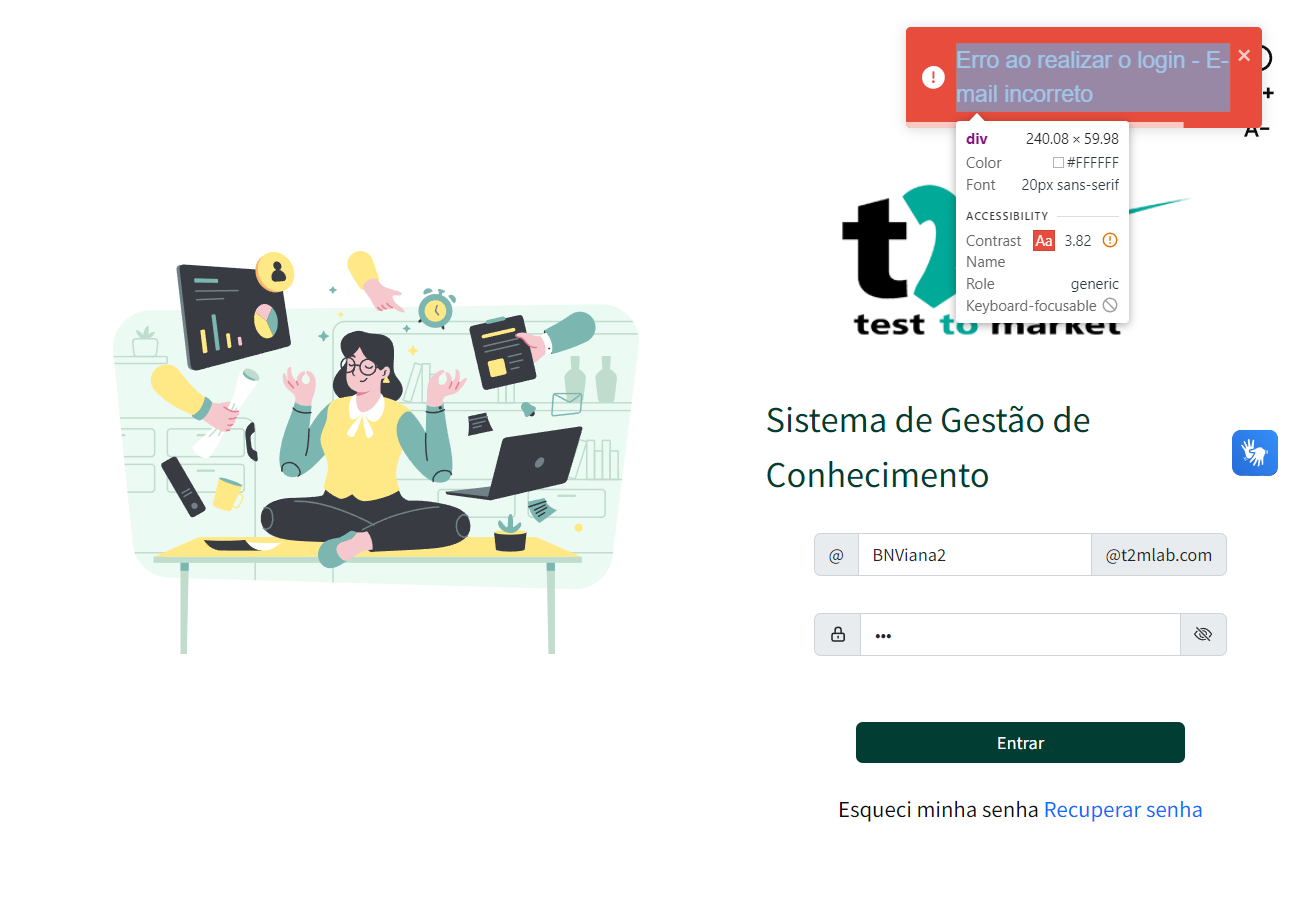 Erro ao realizar o login - E-
mail incorreto
×
+
A-
div 240.08 × 59.98
Color #FFFFFF
Font 20px sans-serif
ACCESSIBILITY
Contrast Aa 3.82
Name
Role generic
Keyboard-focusable
test to market
Sistema de Gestão de
Conhecimento
@ BNViana2 @t2mlab.com
•••
Entrar
Esqueci minha senha Recuperar senha